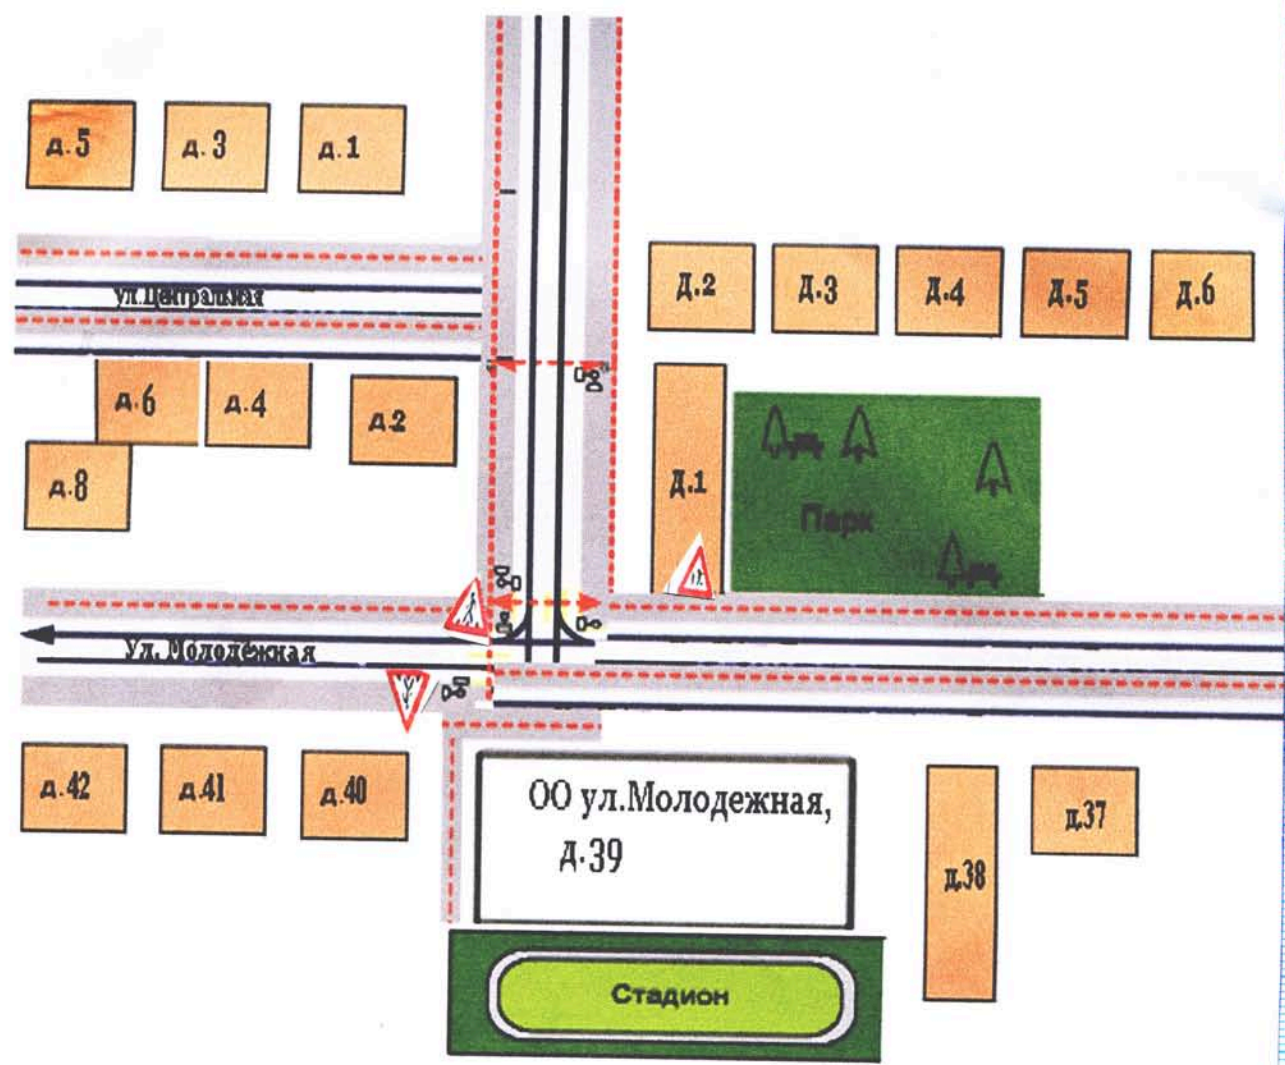 д.5
д.3
д.1
ул.Центральная
Д.2
Д.3
Д.4
Д.5
Д.6
д.6
д.4
д.2
д.8
Д.1
Парк
Ул. Молодёжная
д.42
д.41
д.40
ОО ул.Молодежная,
д.39
д.38
д.37
Стадион